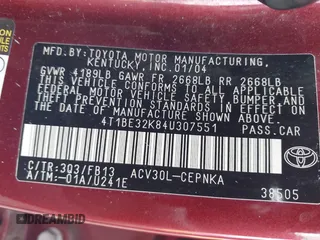 MFD. BY: TOYOTA MOTOR MANUFACTURING,
KENTUCKY, INC. 01/04
GVWR 4189LB GAWR FR 2668LB RR 2668LB
THIS VEHICLE CONFORMS TO ALL APPLICABLE
FEDERAL MOTOR VEHICLE SAFETY, BUMPER, AND
THEFT PREVENTION STANDARDS IN EFFECT ON
THE DATE OF MANUFACTURE SHOWN ABOVE.
4T1BE32K84U307551 PASS. CAR
C/TR: 3Q3/FB13 ACV30L-CEPNKA
A/TM: -01A/U241E
TOYOTA
38505